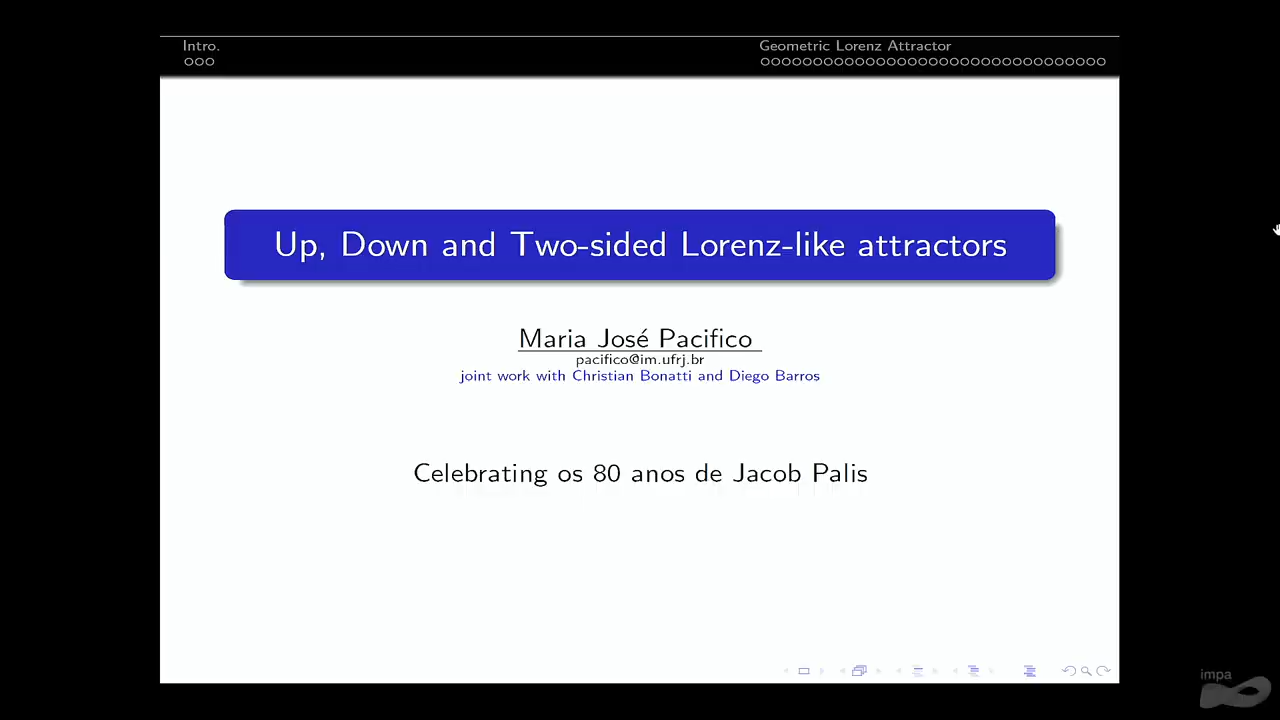 Intro.
Geometric Lorenz Attractor
Up, Down and Two-sided Lorenz-like attractors
Maria José Pacifico
pacifico@im.ufrj.br
joint work with Christian Bonatti and Diego Barros
Celebrating os 80 anos de Jacob Palis
impa